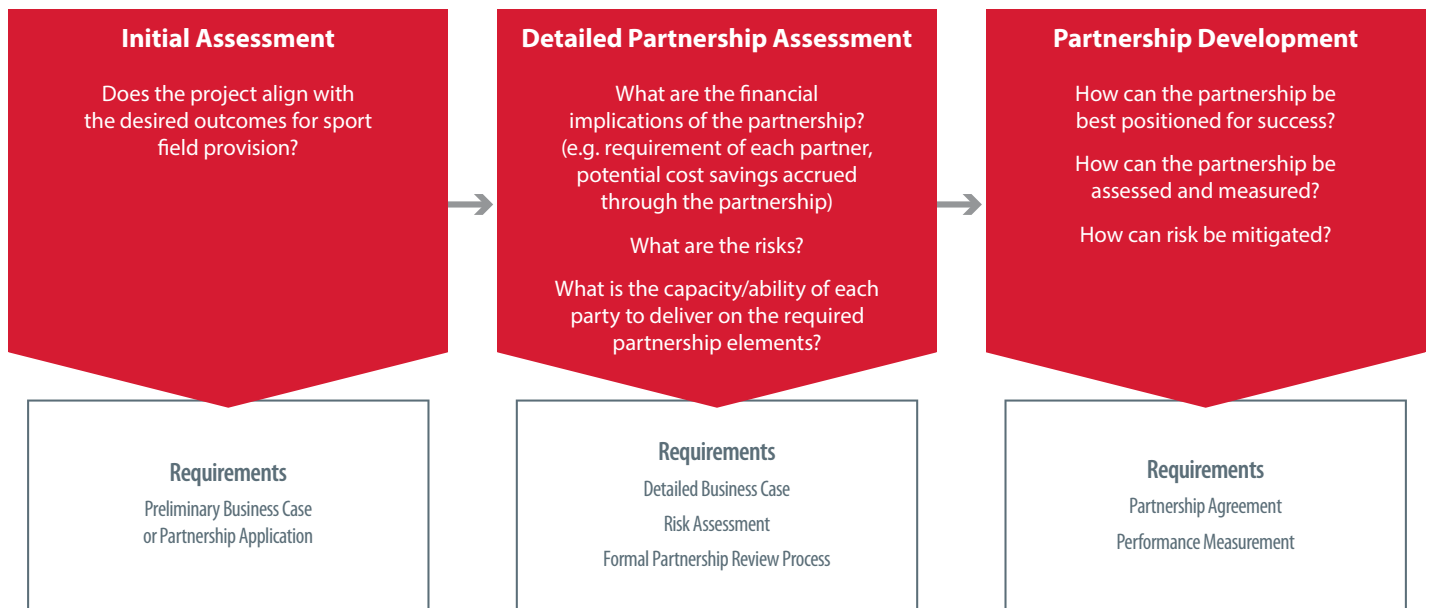 Initial Assessment
Does the project align with
the desired outcomes for sport
field provision?
Requirements
Preliminary Business Case
or Partnership Application
Detailed Partnership Assessment
What are the financial
implications of the partnership?
(e.g. requirement of each partner,
potential cost savings accrued
through the partnership)
What are the risks?
What is the capacity/ability of each
party to deliver on the required
partnership elements?
Requirements
Detailed Business Case
Risk Assessment
Formal Partnership Review Process
Partnership Development
How can the partnership be
best positioned for success?
How can the partnership be
assessed and measured?
How can risk be mitigated?
Requirements
Partnership Agreement
Performance Measurement